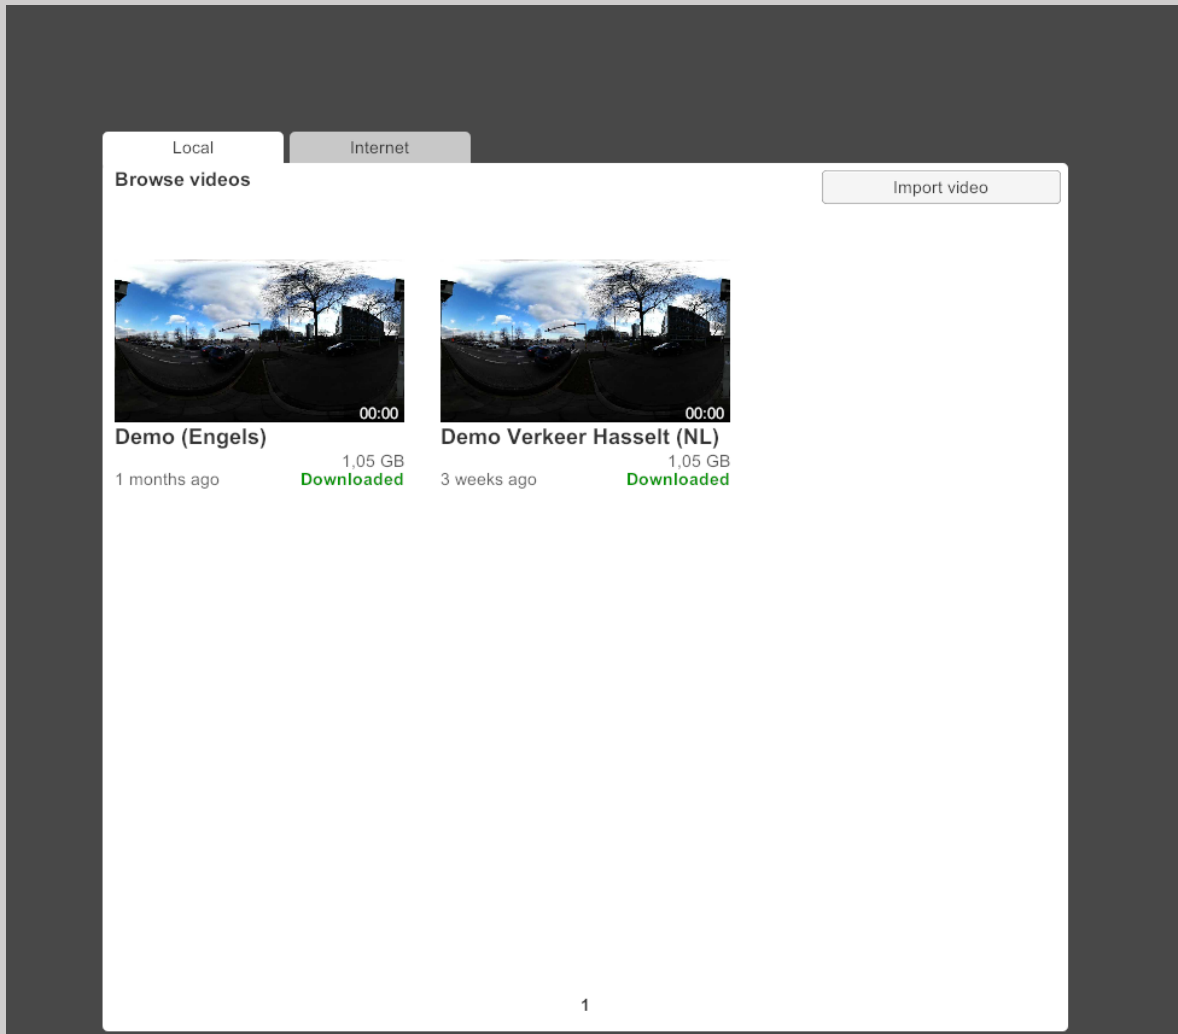 Local
Internet
Browse videos
Import video
00:00
00:00
Demo (Engels)
Demo Verkeer Hasselt (NL)
1,05 GB
1,05 GB
1 months ago
Downloaded
3 weeks ago
Downloaded
1